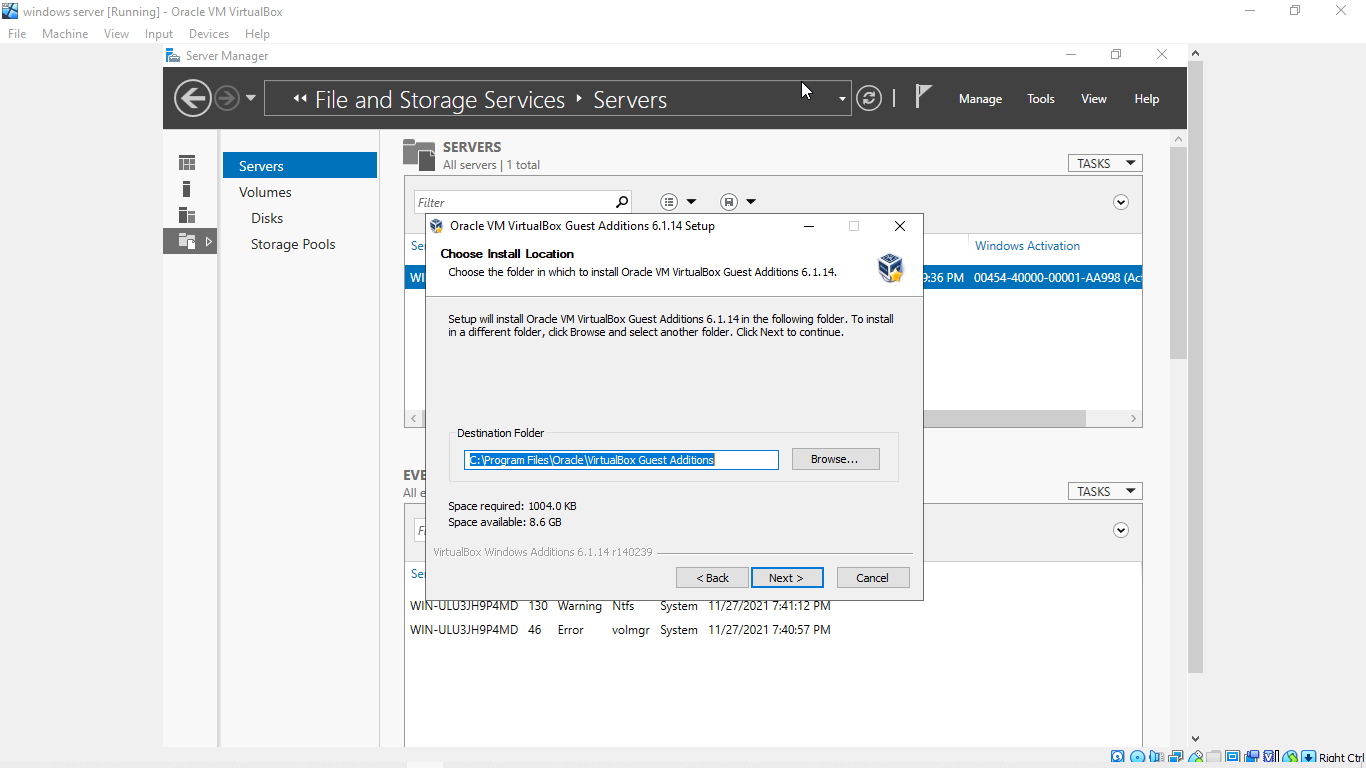 windows server [Running] - Oracle VM VirtualBox
File Machine View Input Devices Help
Server Manager
File and Storage Services Servers
Manage Tools View Help
Servers
Volumes
Disks
Storage Pools
SERVERS
All servers | 1 total
TASKS
Filter
Windows Activation
9:36 PM 00454-40000-00001-AA998 (Ac
Oracle VM VirtualBox Guest Additions 6.1.14 Setup
Choose Install Location
Choose the folder in which to install Oracle VM VirtualBox Guest Additions 6.1.14.
Setup will install Oracle VM VirtualBox Guest Additions 6.1.14 in the following folder. To install
in a different folder, click Browse and select another folder. Click Next to continue.
Destination Folder
C:\Program Files\Oracle\VirtualBox Guest Additions
Browse...
Space required: 1004.0 KB
Space available: 8.6 GB
VirtualBox Windows Additions 6.1.14 r140239
< Back Next > Cancel
TASKS
WIN-ULU3JH9P4MD 130 Warning Ntfs System 11/27/2021 7:41:12 PM
WIN-ULU3JH9P4MD 46 Error volmgr System 11/27/2021 7:40:57 PM
Right Ctrl